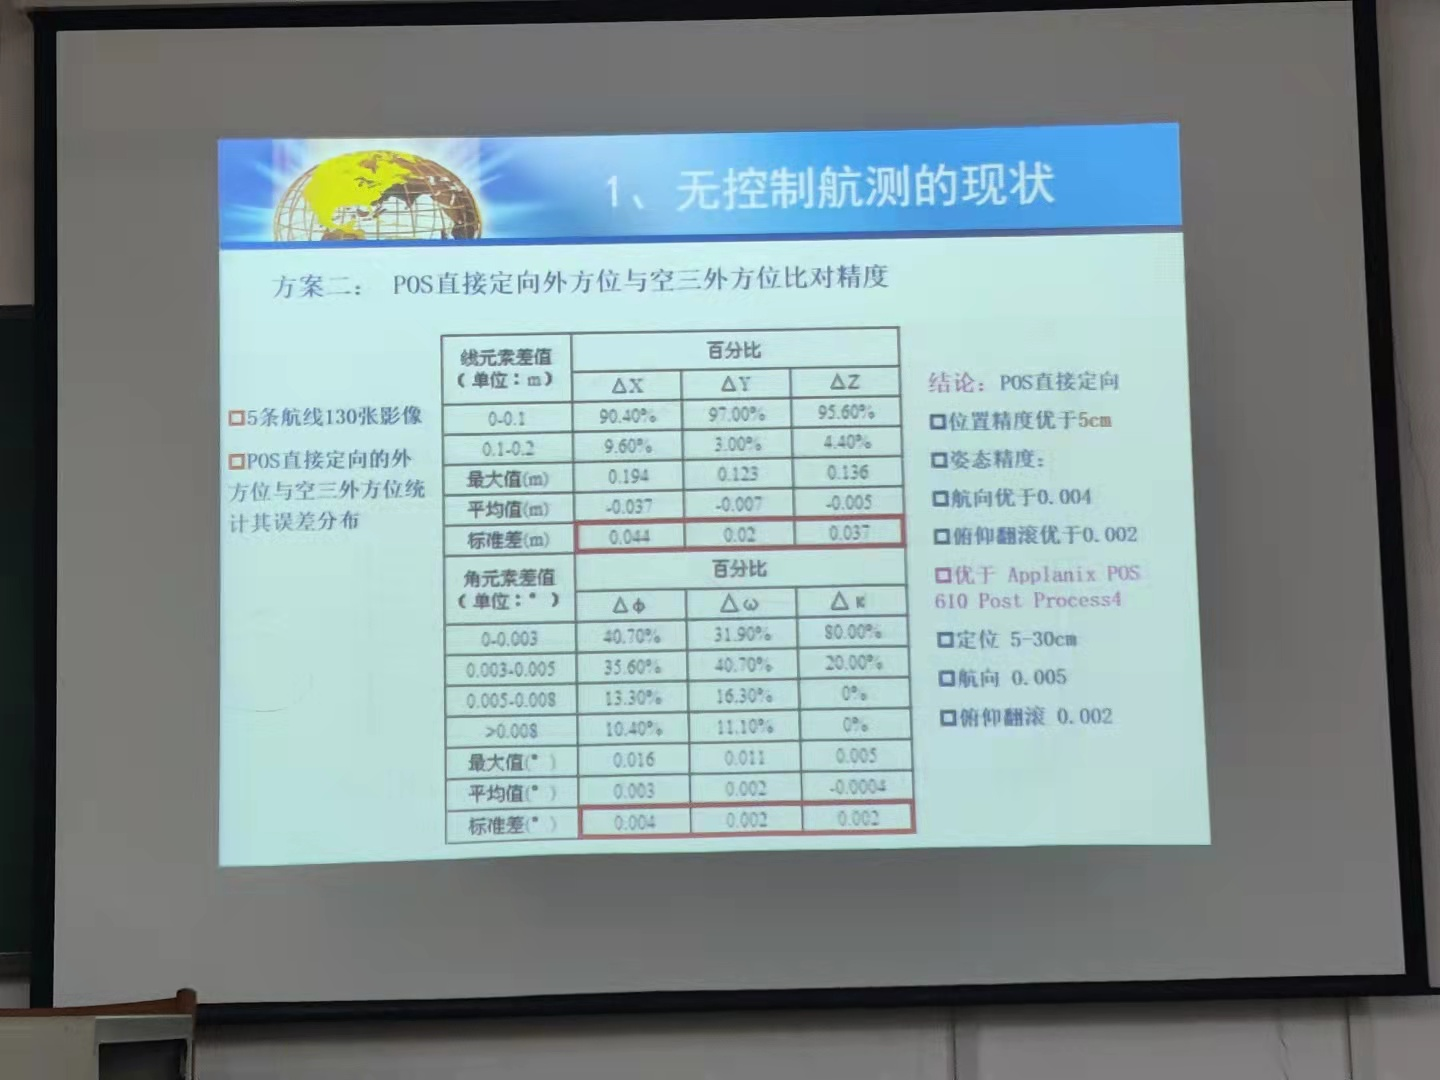 1、无控制航测的现状
方案二： POS直接定向外方位与空三外方位比对精度
5条航线130张影像
POS直接定向的外
方位与空三外方位统
计其误差分布
线元素差值
（单位：m） 百分比
ΔX ΔY ΔZ
0-0.1 90.40% 97.00% 95.60%
0.1-0.2 9.60% 3.00% 4.40%
最大值(m) 0.194 0.123 0.136
平均值(m) -0.037 -0.007 -0.005
标准差(m) 0.044 0.02 0.037
角元素差值
（单位：°） 百分比
Δφ Δω Δκ
0-0.003 40.70% 31.90% 80.00%
0.003-0.005 35.60% 40.70% 20.00%
0.005-0.008 13.30% 16.30% 0%
>0.008 10.40% 11.10% 0%
最大值(°) 0.016 0.011 0.005
平均值(°) 0.003 0.002 -0.0004
标准差(°) 0.004 0.002 0.002
结论：POS直接定向
位置精度优于5cm
姿态精度：
航向优于0.004
俯仰翻滚优于0.002
优于 Applanix POS
610 Post Process4
定位 5-30cm
航向 0.005
俯仰翻滚 0.002